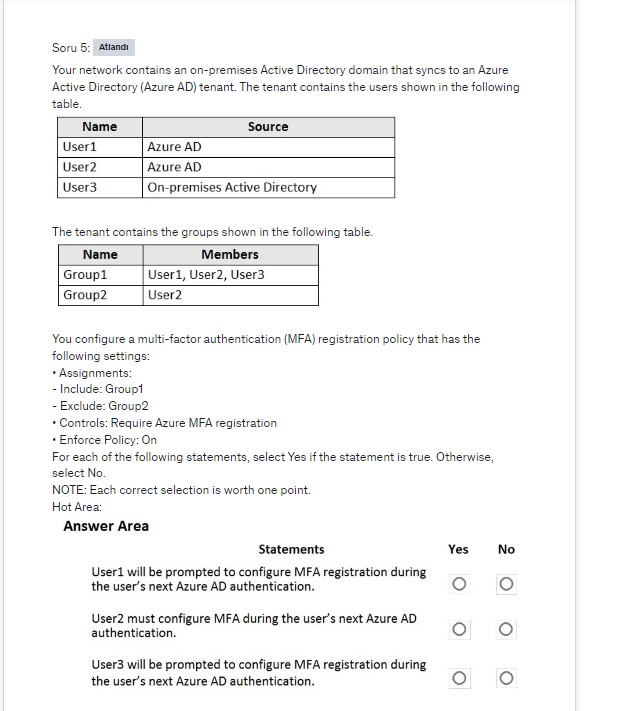 Soru 5: Atlandı
Your network contains an on-premises Active Directory domain that syncs to an Azure
Active Directory (Azure AD) tenant. The tenant contains the users shown in the following
table.
Name Source
User1 Azure AD
User2 Azure AD
User3 On-premises Active Directory
The tenant contains the groups shown in the following table.
Name Members
Group1 User1, User2, User3
Group2 User2
You configure a multi-factor authentication (MFA) registration policy that has the
following settings:
• Assignments:
- Include: Group1
- Exclude: Group2
• Controls: Require Azure MFA registration
• Enforce Policy: On
For each of the following statements, select Yes if the statement is true. Otherwise,
select No.
NOTE: Each correct selection is worth one point.
Hot Area:
Answer Area
Statements Yes No
User1 will be prompted to configure MFA registration during
the user's next Azure AD authentication.
User2 must configure MFA during the user's next Azure AD
authentication.
User3 will be prompted to configure MFA registration during
the user's next Azure AD authentication.